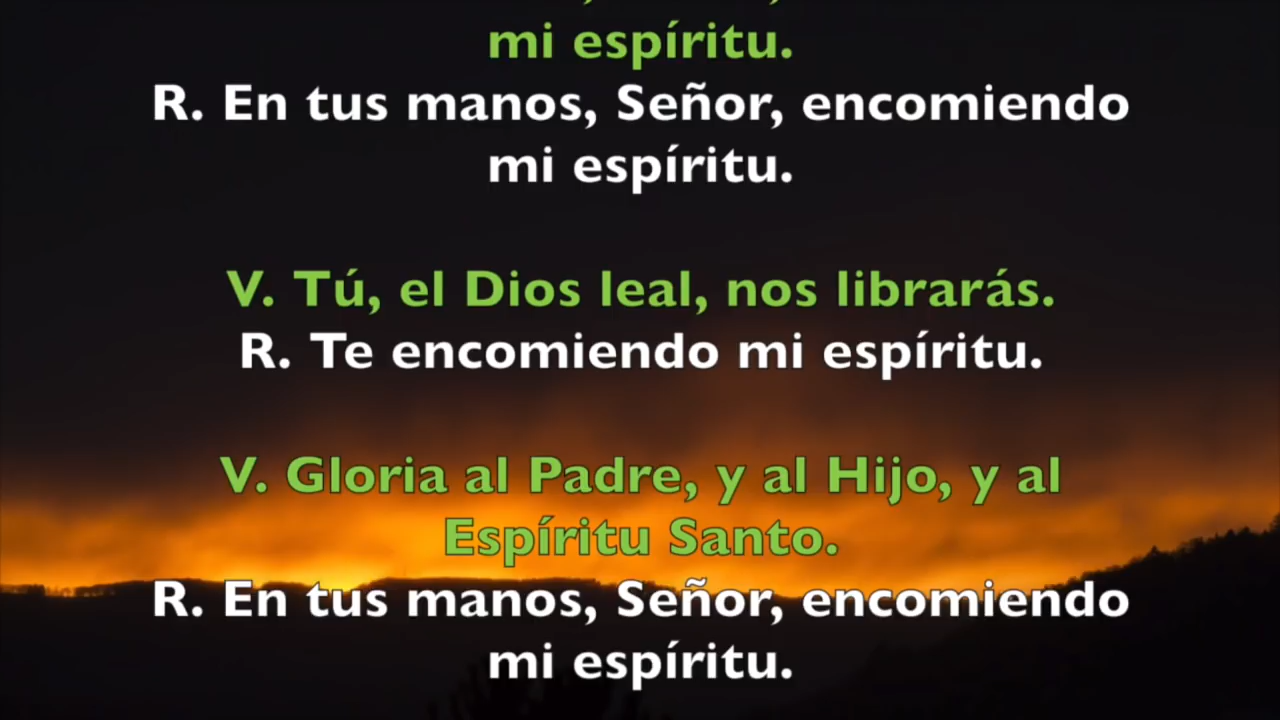 mi espíritu.
R. En tus manos, Señor, encomiendo
mi espíritu.
V. Tú, el Dios leal, nos librarás.
R. Te encomiendo mi espíritu.
V. Gloria al Padre, y al Hijo, y al
Espíritu Santo.
R. En tus manos, Señor, encomiendo
mi espíritu.